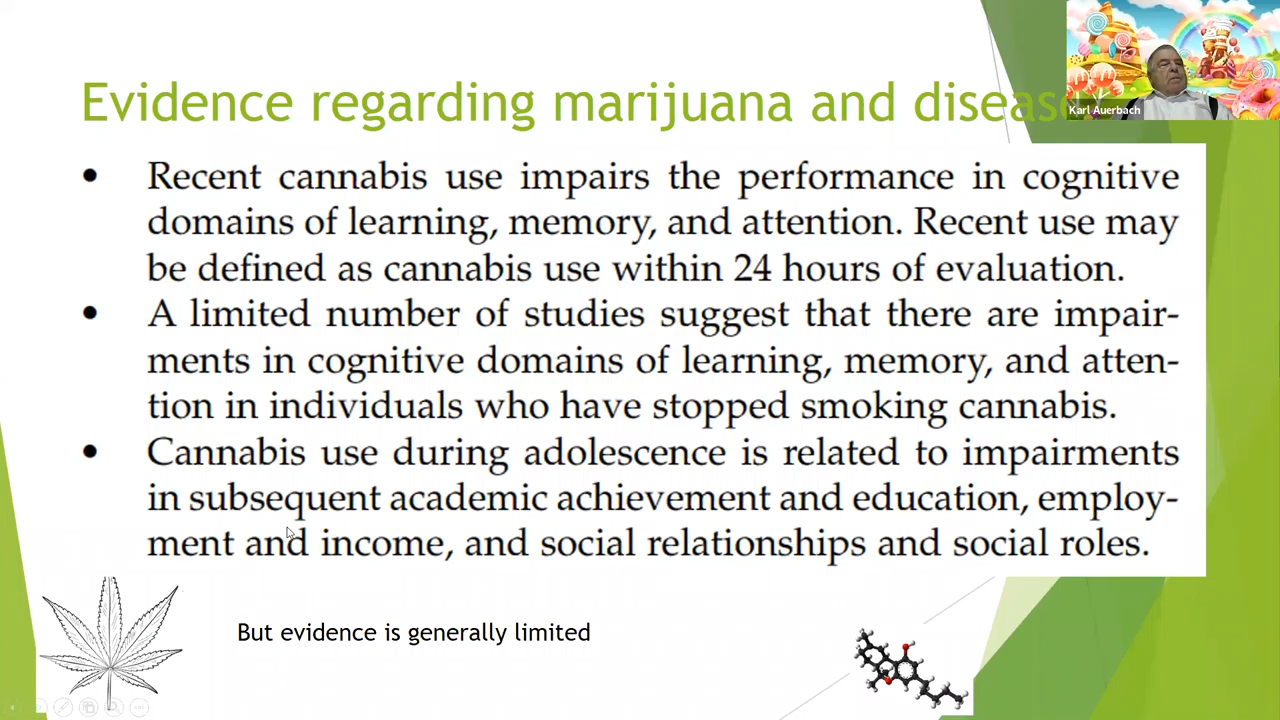 Evidence regarding marijuana and disease
Karl Auerbach
• Recent cannabis use impairs the performance in cognitive
domains of learning, memory, and attention. Recent use may
be defined as cannabis use within 24 hours of evaluation.
• A limited number of studies suggest that there are impair-
ments in cognitive domains of learning, memory, and atten-
tion in individuals who have stopped smoking cannabis.
• Cannabis use during adolescence is related to impairments
in subsequent academic achievement and education, employ-
ment and income, and social relationships and social roles.
But evidence is generally limited